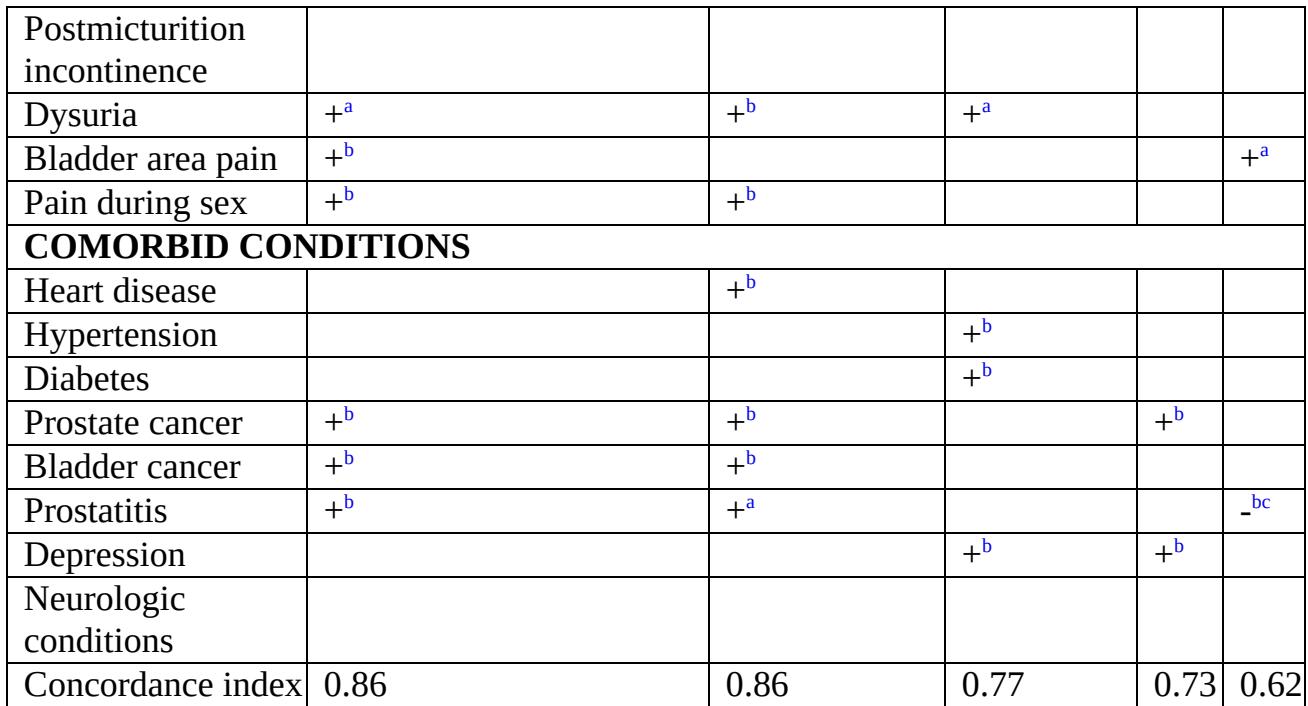 Postmicturition
incontinence
Dysuria +a +b +a
Bladder area pain +b +a
Pain during sex +b +b
COMORBID CONDITIONS
Heart disease +b
Hypertension +b
Diabetes +b
Prostate cancer +b +b +b
Bladder cancer +b +b
Prostatitis +b +a -bc
Depression +b +b
Neurologic
conditions
Concordance index 0.86 0.86 0.77 0.73 0.62